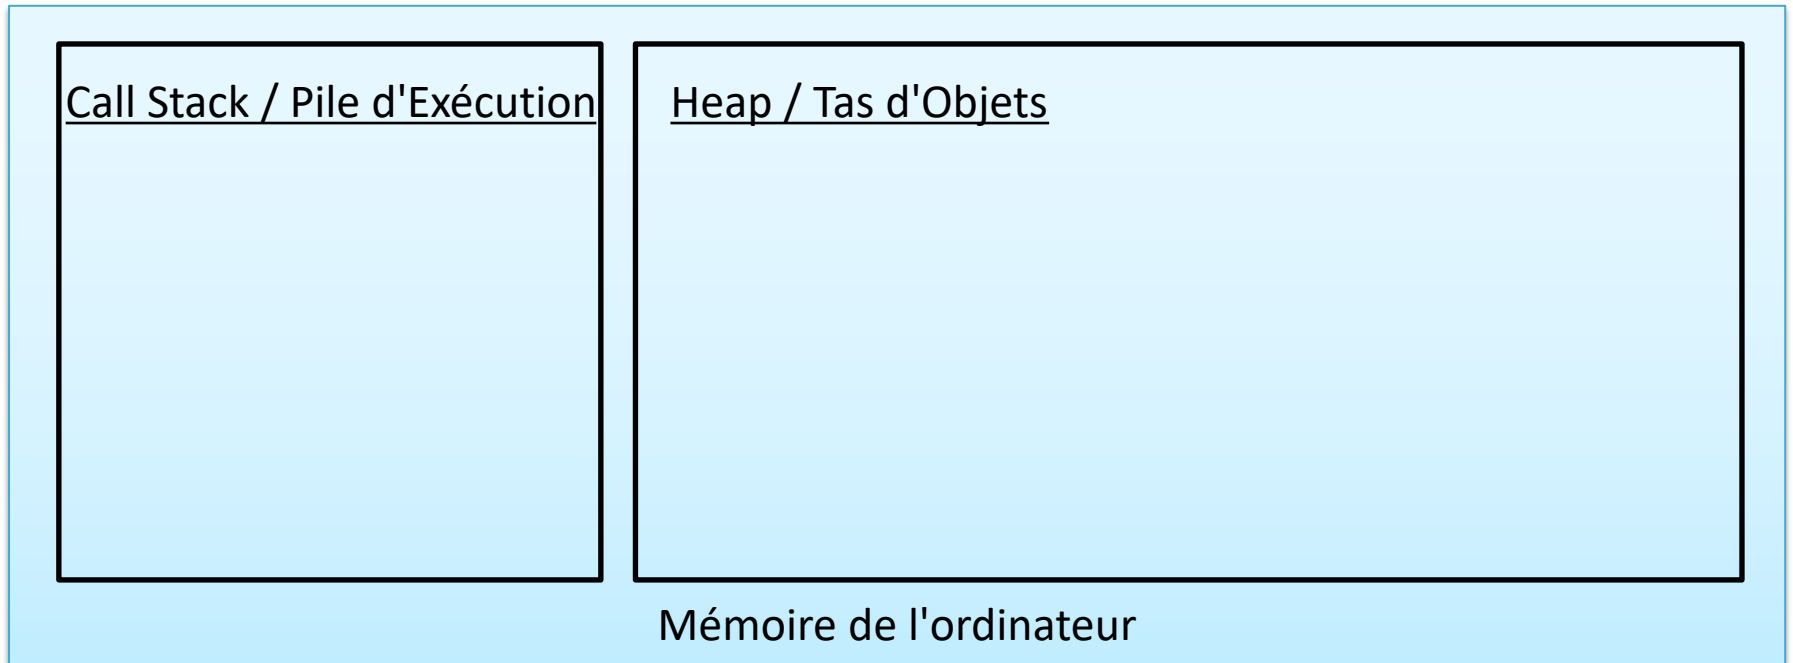 Call Stack / Pile d'Exécution
Heap / Tas d'Objets
Mémoire de l'ordinateur